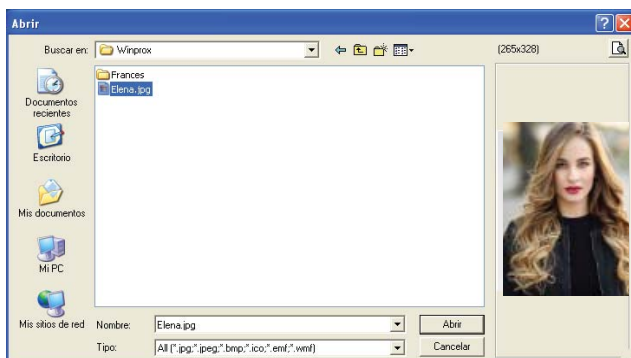 Abrir
Buscar en: Winprox
(265x328)
Frances
Elena.jpg
Documentos
recientes
Escritorio
Mis documentos
Mi PC
Mis sitios de red
Nombre: Elena.jpg Abrir
Tipo: All (*.jpg;*.jpeg;*.bmp;*.ico;*.emf;*.wmf) Cancelar